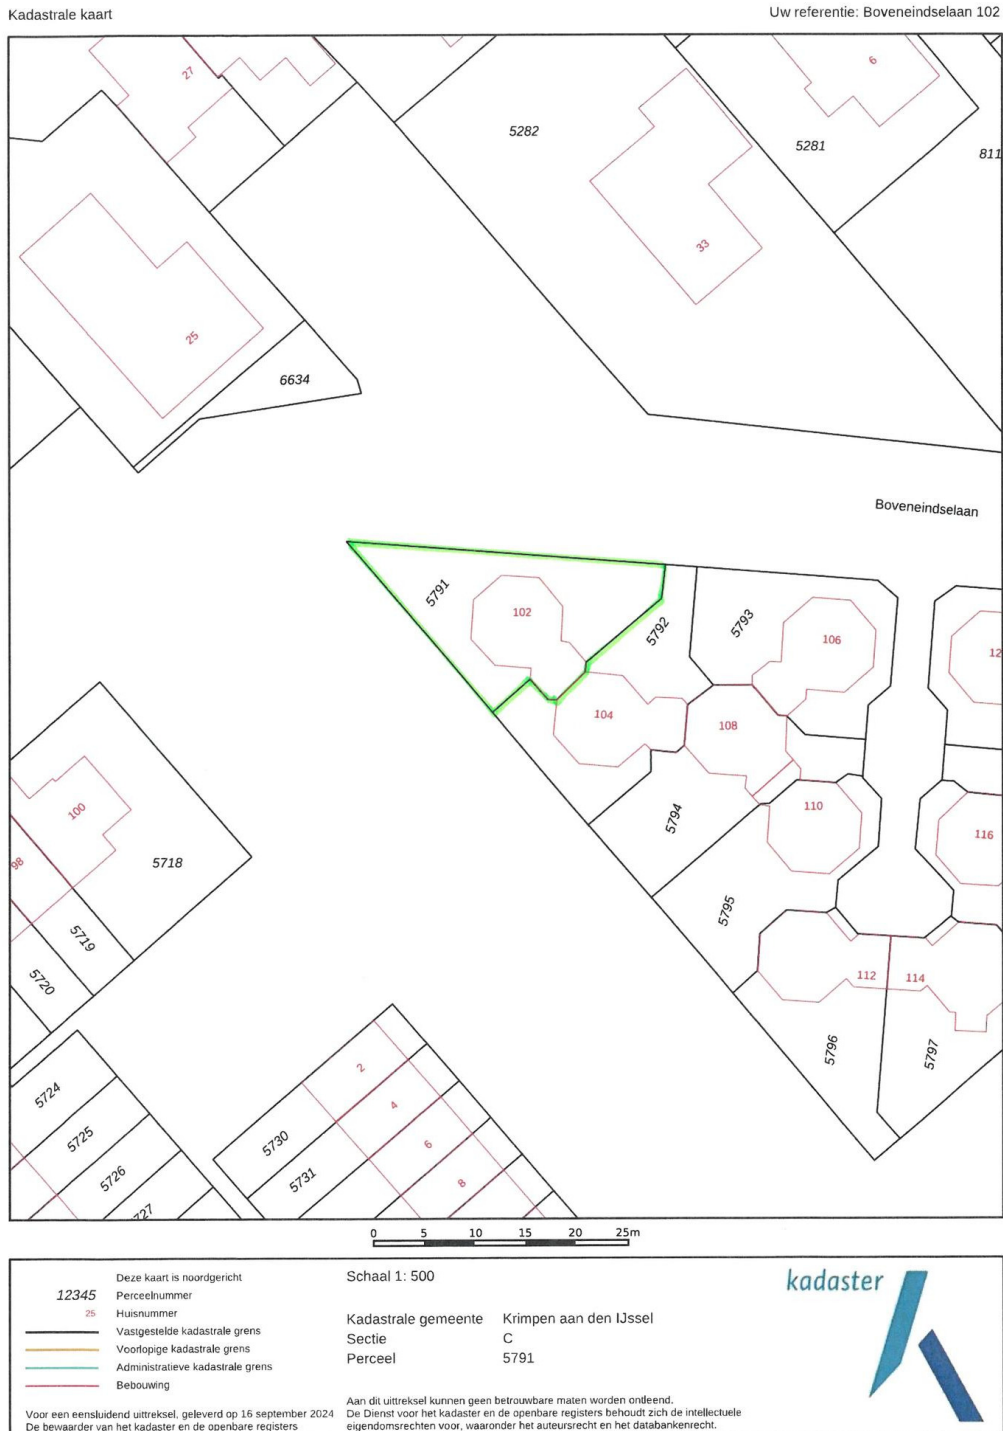 Kadastrale kaart
Uw referentie: Boveneindselaan 102
27
6
5282
5281
811
33
25
6634
Boveneindselaan
5791
102
5792
5793
106
12
104
108
100
5794
110
116
98
5718
5795
5719
5720
112
114
5796
5797
2
5724
4
5730
5725
6
5731
5726
8
727
0 5 10 15 20 25m
Deze kaart is noordgericht
12345 Perceelnummer
25 Huisnummer
Vastgestelde kadastrale grens
Voorlopige kadastrale grens
Administratieve kadastrale grens
Bebouwing
Voor een eensluidend uittreksel, geleverd op 16 september 2024
De bewaarder van het kadaster en de openbare registers
Schaal 1: 500
Kadastrale gemeente Krimpen aan den IJssel
Sectie C
Perceel 5791
Aan dit uittreksel kunnen geen betrouwbare maten worden ontleend.
De Dienst voor het kadaster en de openbare registers behoudt zich de intellectuele
eigendomsrechten voor, waaronder het auteursrecht en het databankenrecht.
kadaster